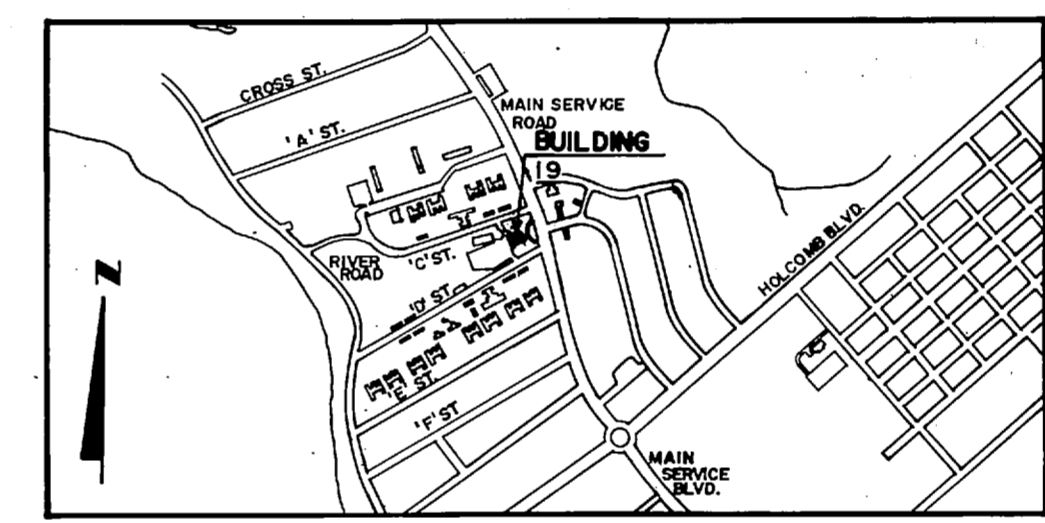 CROSS ST.
'A' ST.
MAIN SERVICE
ROAD
BUILDING
19
RIVER
ROAD
'C' ST.
'D' ST.
'E' ST.
'F' ST
HOLCOMB BLVD.
MAIN
SERVICE
BLVD.
N